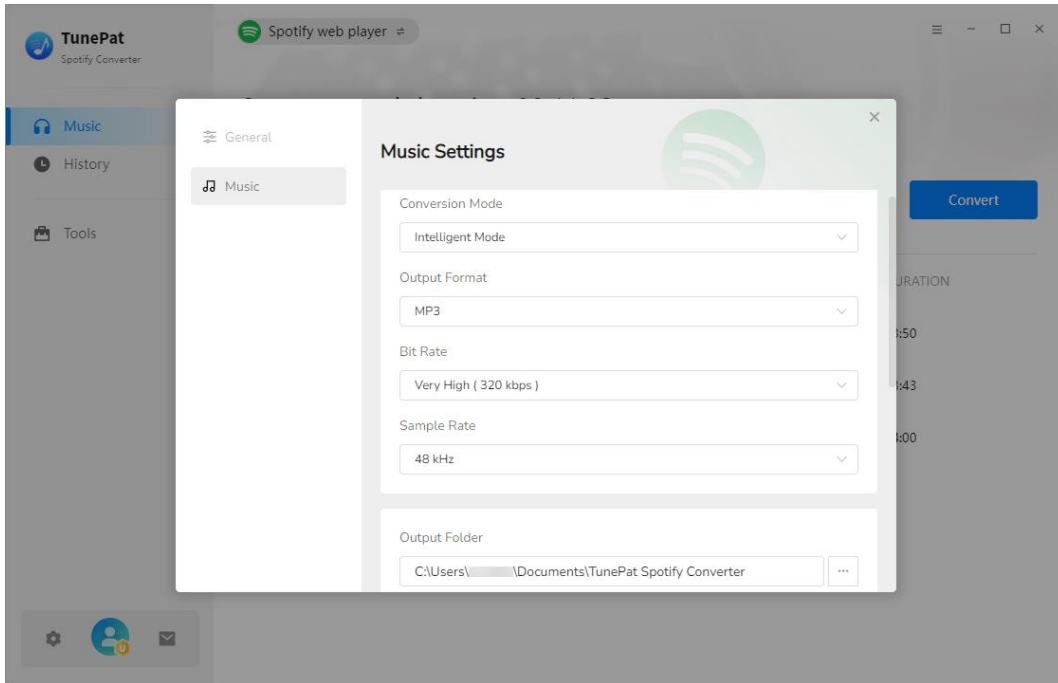 TunePat
Spotify Converter
Spotify web player
Music
History
Tools
General
Music
Music Settings
Conversion Mode
Intelligent Mode
Output Format
MP3
Bit Rate
Very High ( 320 kbps )
Sample Rate
48 kHz
Output Folder
C:\Users\ \Documents\TunePat Spotify Converter
...
Convert
URATION
:50
:43
:00